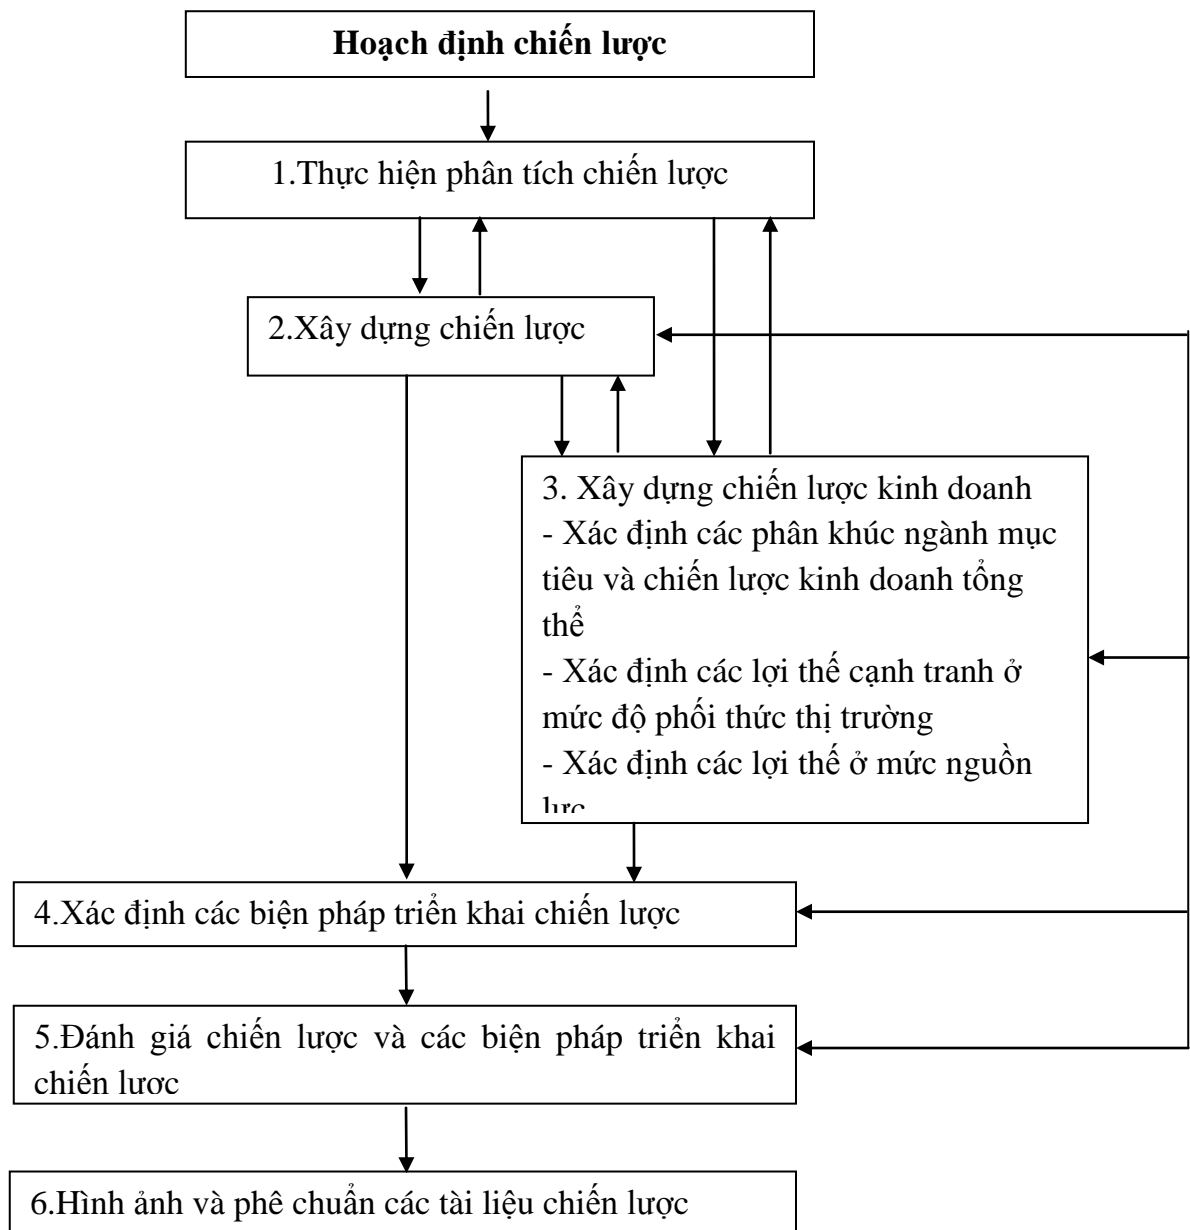 Hoạch định chiến lược
1.Thực hiện phân tích chiến lược
2.Xây dựng chiến lược
3. Xây dựng chiến lược kinh doanh
- Xác định các phân khúc ngành mục
tiêu và chiến lược kinh doanh tổng
thể
- Xác định các lợi thế cạnh tranh ở
mức độ phối thức thị trường
- Xác định các lợi thế ở mức nguồn
lực
4.Xác định các biện pháp triển khai chiến lược
5.Đánh giá chiến lược và các biện pháp triển khai
chiến lược
6.Hình ảnh và phê chuẩn các tài liệu chiến lược